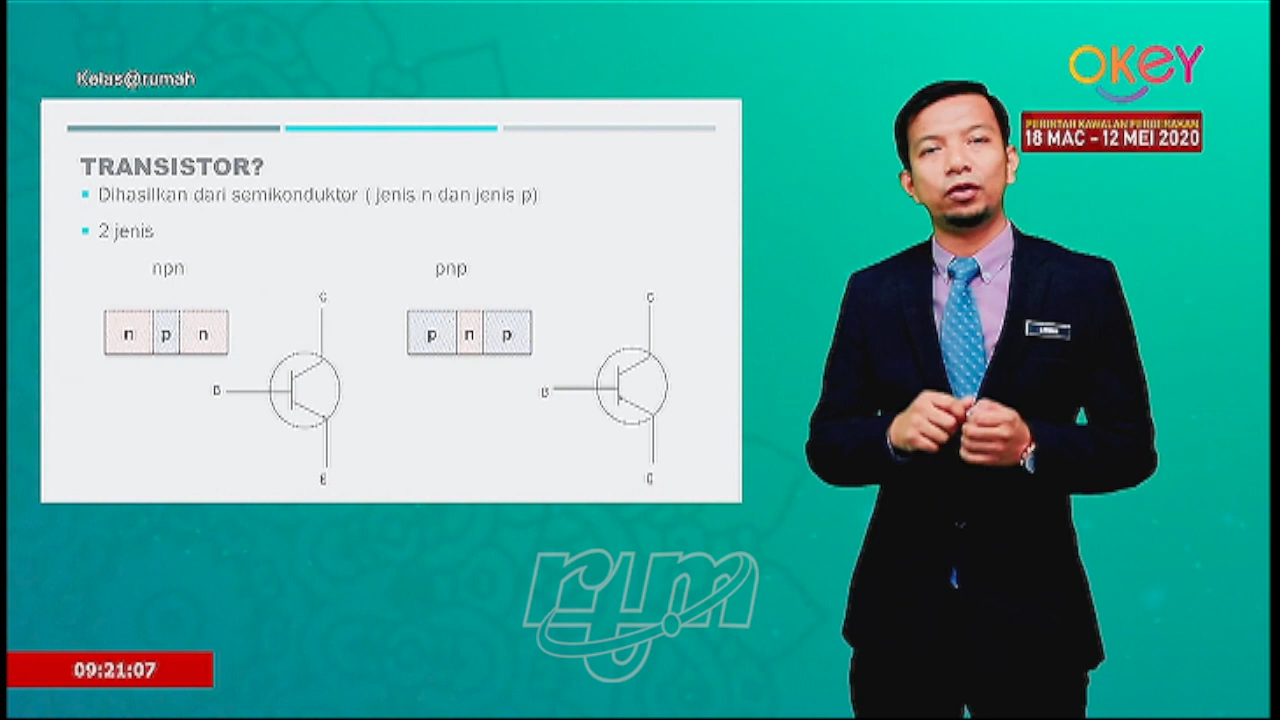 Kelas@rumah
OKEY
PERINTAH KAWALAN PERGERAKAN
18 MAC - 12 MEI 2020
TRANSISTOR?
Dihasilkan dari semikonduktor ( jenis n dan jenis p)
2 jenis
npn
pnp
n p n
p n p
C
C
B
B
E
rtm
09:21:07